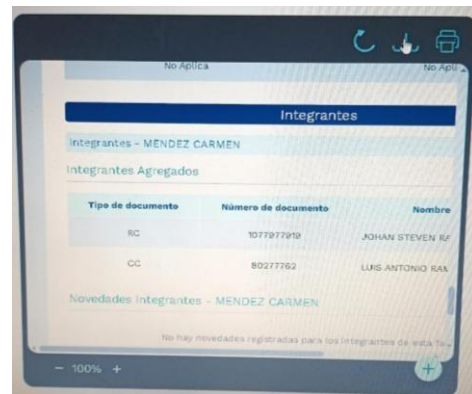 No Aplica No Apli
Integrantes
Integrantes - MENDEZ CARMEN
Integrantes Agregados
Tipo de documento Número de documento Nombre
RC 1077977919 JOHAN STEVEN
CC 80277762 LUIS ANTONIO
Novedades Integrantes - MENDEZ CARMEN
No hay novedades registradas para los integrantes de esta
- 100% +
+